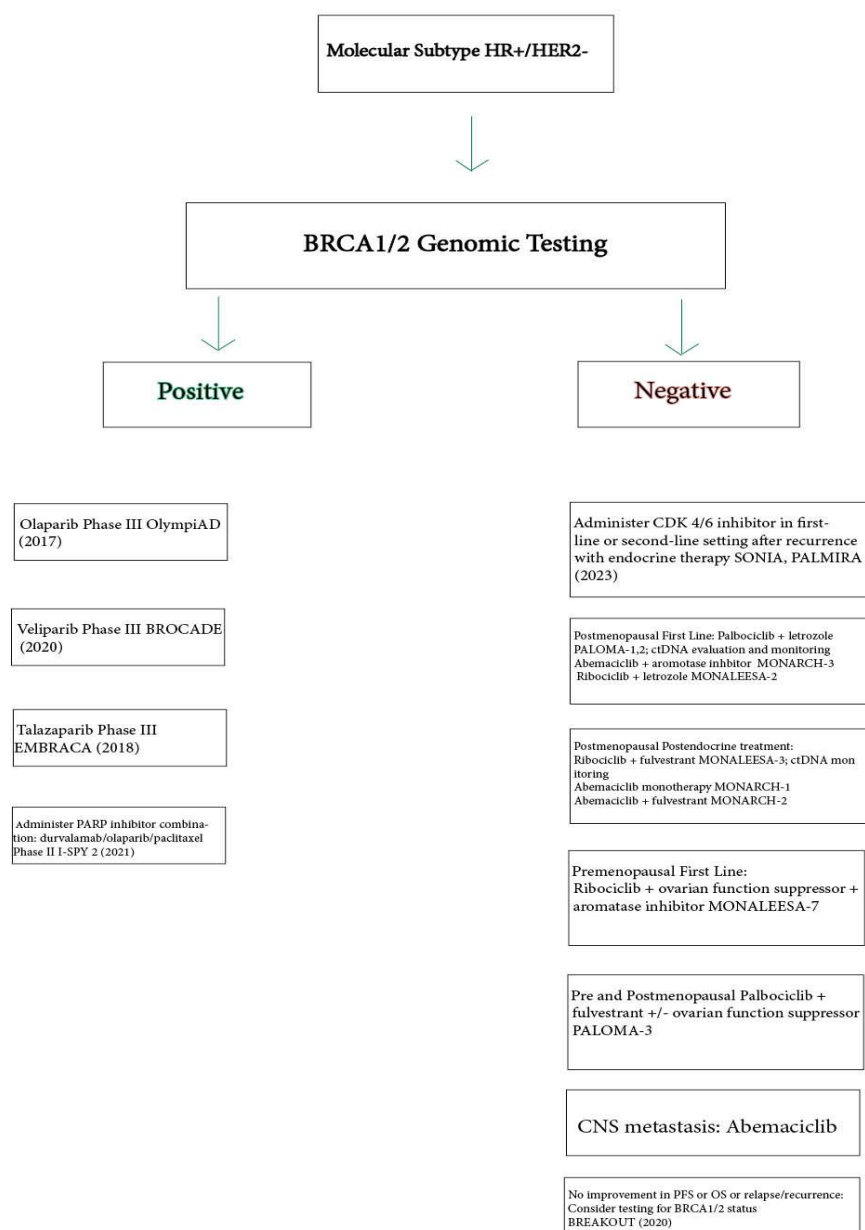 Molecular Subtype HR+/HER2-
BRCA1/2 Genomic Testing
Positive
Negative
Olaparib Phase III OlympiAD
(2017)
Veliparib Phase III BROCADE
(2020)
Talazaparib Phase III
EMBRACA (2018)
Administer PARP inhibitor combina-
tion: durvalamab/olaparib/paclitaxel
Phase II I-SPY 2 (2021)
Administer CDK 4/6 inhibitor in first-
line or second-line setting after recurrence
with endocrine therapy SONIA, PALMIRA
(2023)
Postmenopausal First Line: Palbociclib + letrozole
PALOMA-1,2; ctDNA evaluation and monitoring
Abemaciclib + aromotase inhbitor MONARCH-3
Ribociclib + letrozole MONALEESA-2
Postmenopausal Postendocrine treatment:
Ribociclib + fulvestrant MONALEESA-3; ctDNA mon
itoring
Abemaciclib monotherapy MONARCH-1
Abemaciclib + fulvestrant MONARCH-2
Premenopausal First Line:
Ribociclib + ovarian function suppressor +
aromatase inhibitor MONALEESA-7
Pre and Postmenopausal Palbociclib +
fulvestrant +/- ovarian function suppressor
PALOMA-3
CNS metastasis: Abemaciclib
No improvement in PFS or OS or relapse/recurrence:
Consider testing for BRCA1/2 status
BREAKOUT (2020)